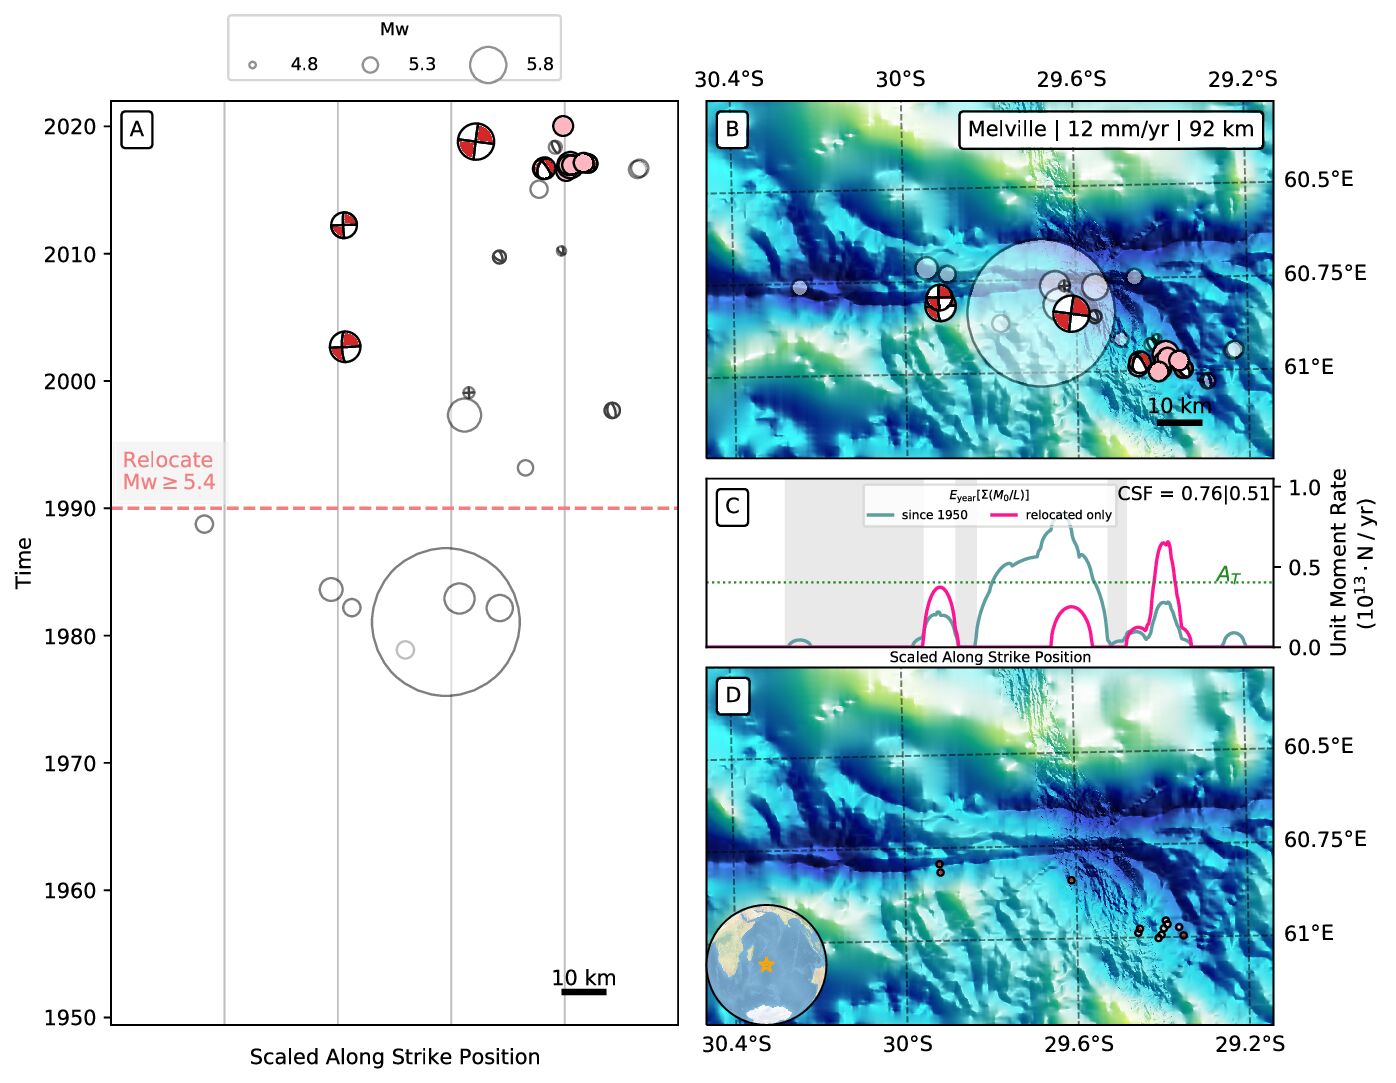 Mw
4.8 5.3 5.8
A
2020
2010
2000
1990
1980
1970
1960
1950
Time
Relocate
Mw ≥ 5.4
10 km
Scaled Along Strike Position
30.4°S 30°S 29.6°S 29.2°S
B
Melville | 12 mm/yr | 92 km
60.5°E
60.75°E
61°E
10 km
C
E_year[Σ(M₀/L)]
since 1950 relocated only
CSF = 0.76|0.51
A_T
1.0
0.5
0.0
Unit Moment Rate
(10¹³ · N / yr)
Scaled Along Strike Position
D
60.5°E
60.75°E
61°E
30.4°S 30°S 29.6°S 29.2°S